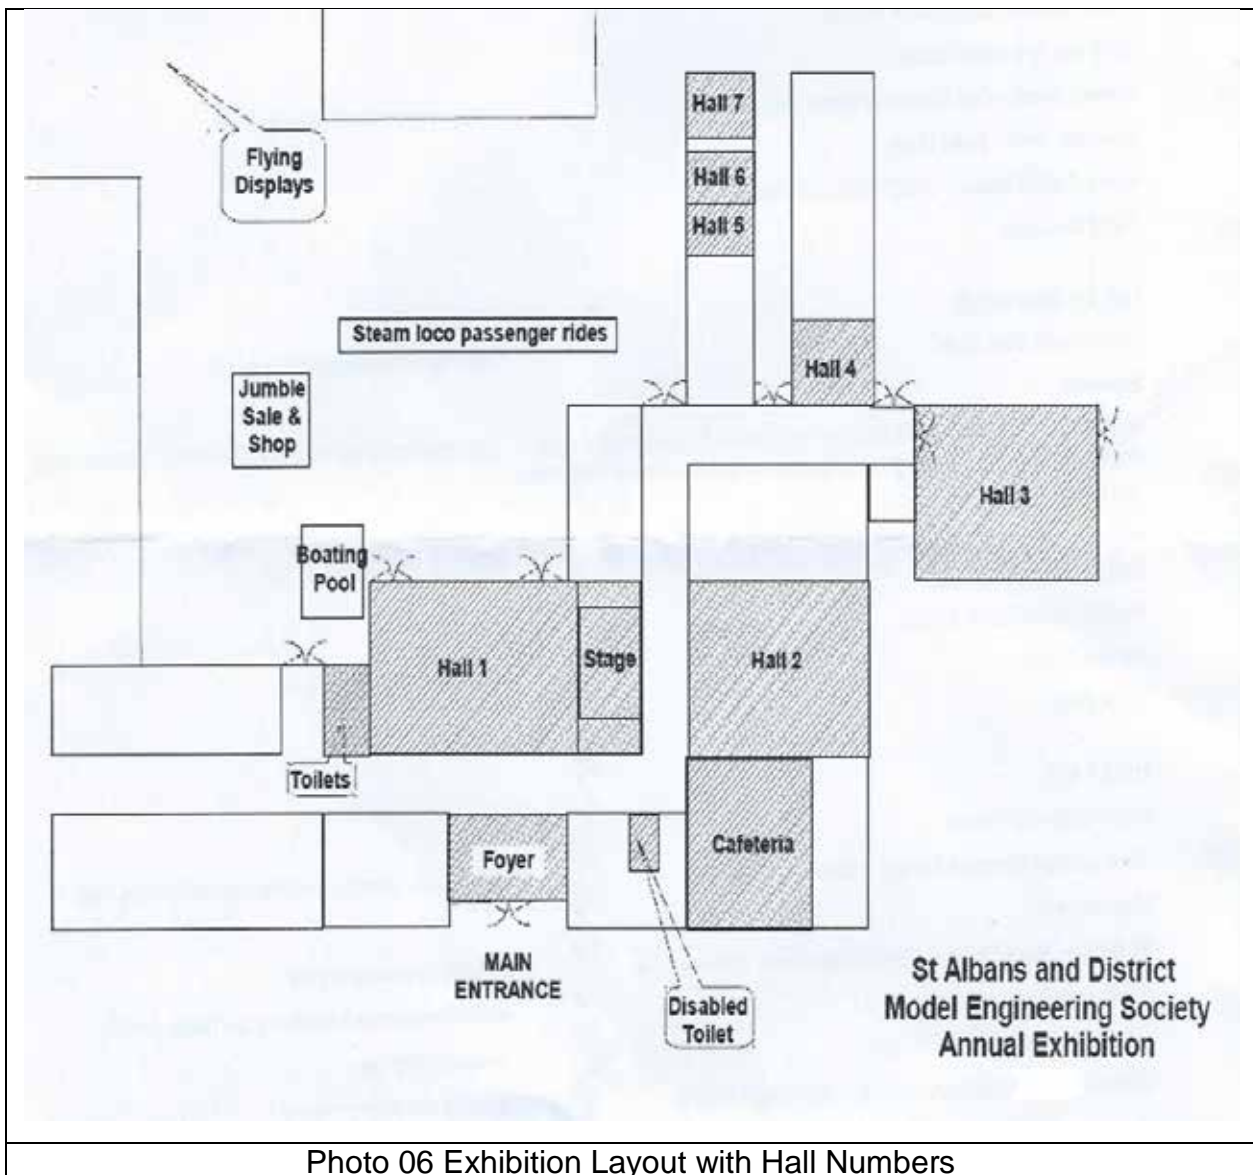 Flying
Displays
Hall 7
Hall 6
Hall 5
Steam loco passenger rides
Hall 4
Jumble
Sale &
Shop
Hall 3
Boating
Pool
Hall 1
Stage
Hall 2
Toilets
Foyer
Cafeteria
MAIN
ENTRANCE
Disabled
Toilet
St Albans and District
Model Engineering Society
Annual Exhibition
Photo 06 Exhibition Layout with Hall Numbers